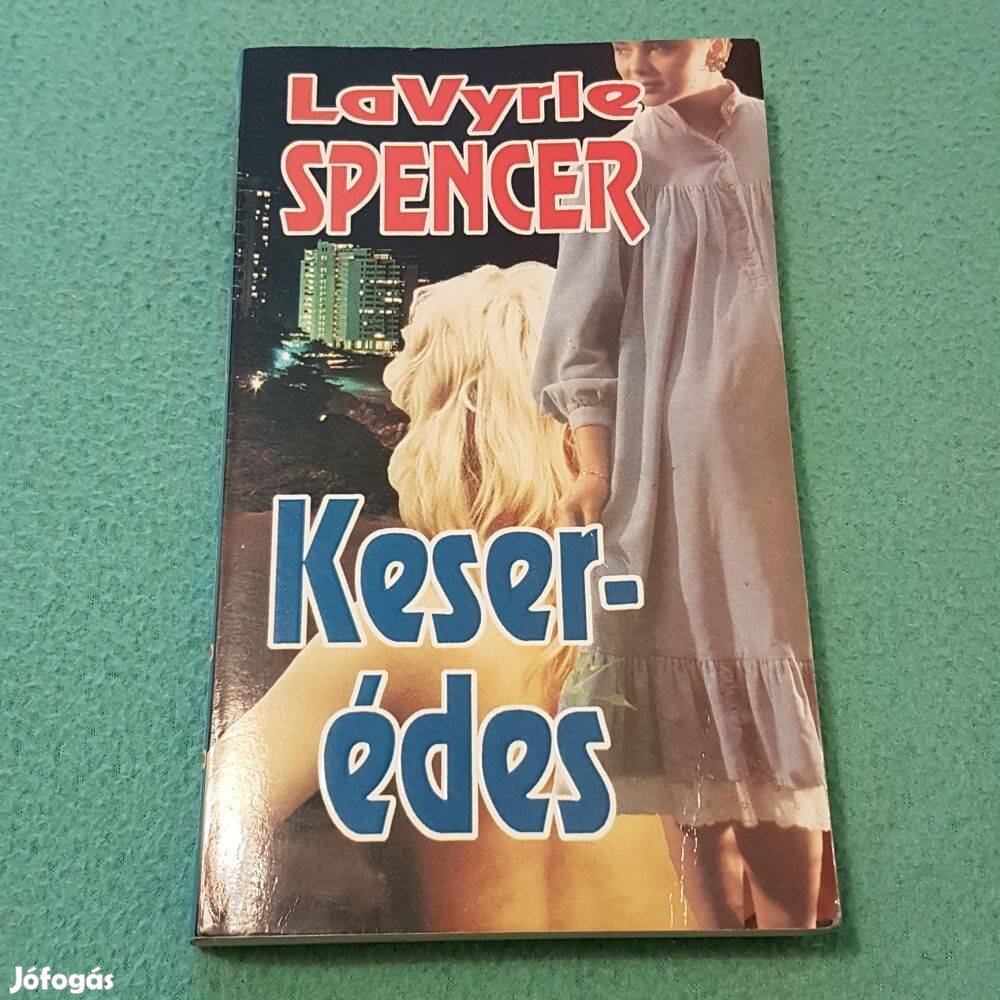 LaVyrle
SPENCER
Keser-
édes
Jófogás